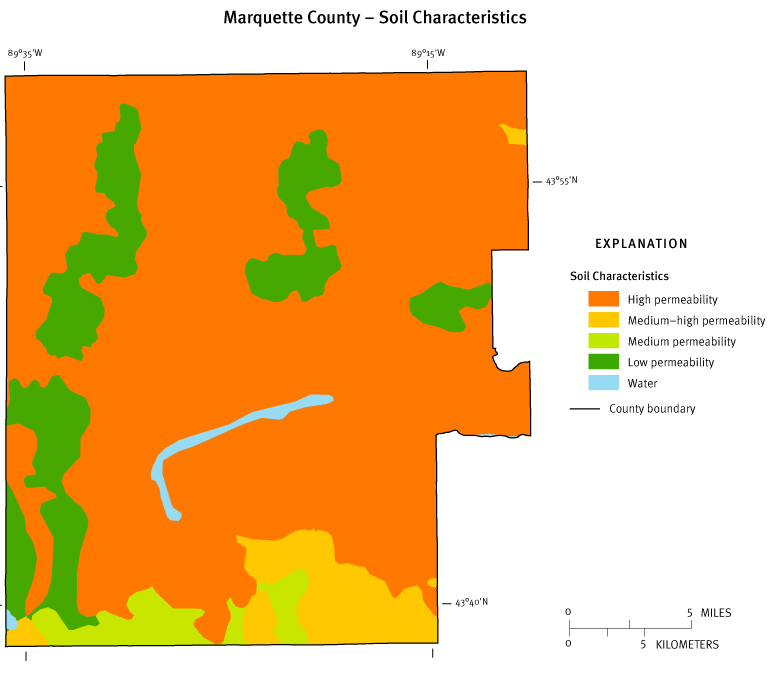 Marquette County – Soil Characteristics
89°35'W
89°15'W
43°55'N
EXPLANATION
Soil Characteristics
High permeability
Medium–high permeability
Medium permeability
Low permeability
Water
County boundary
43°40'N
0 5 MILES
0 5 KILOMETERS